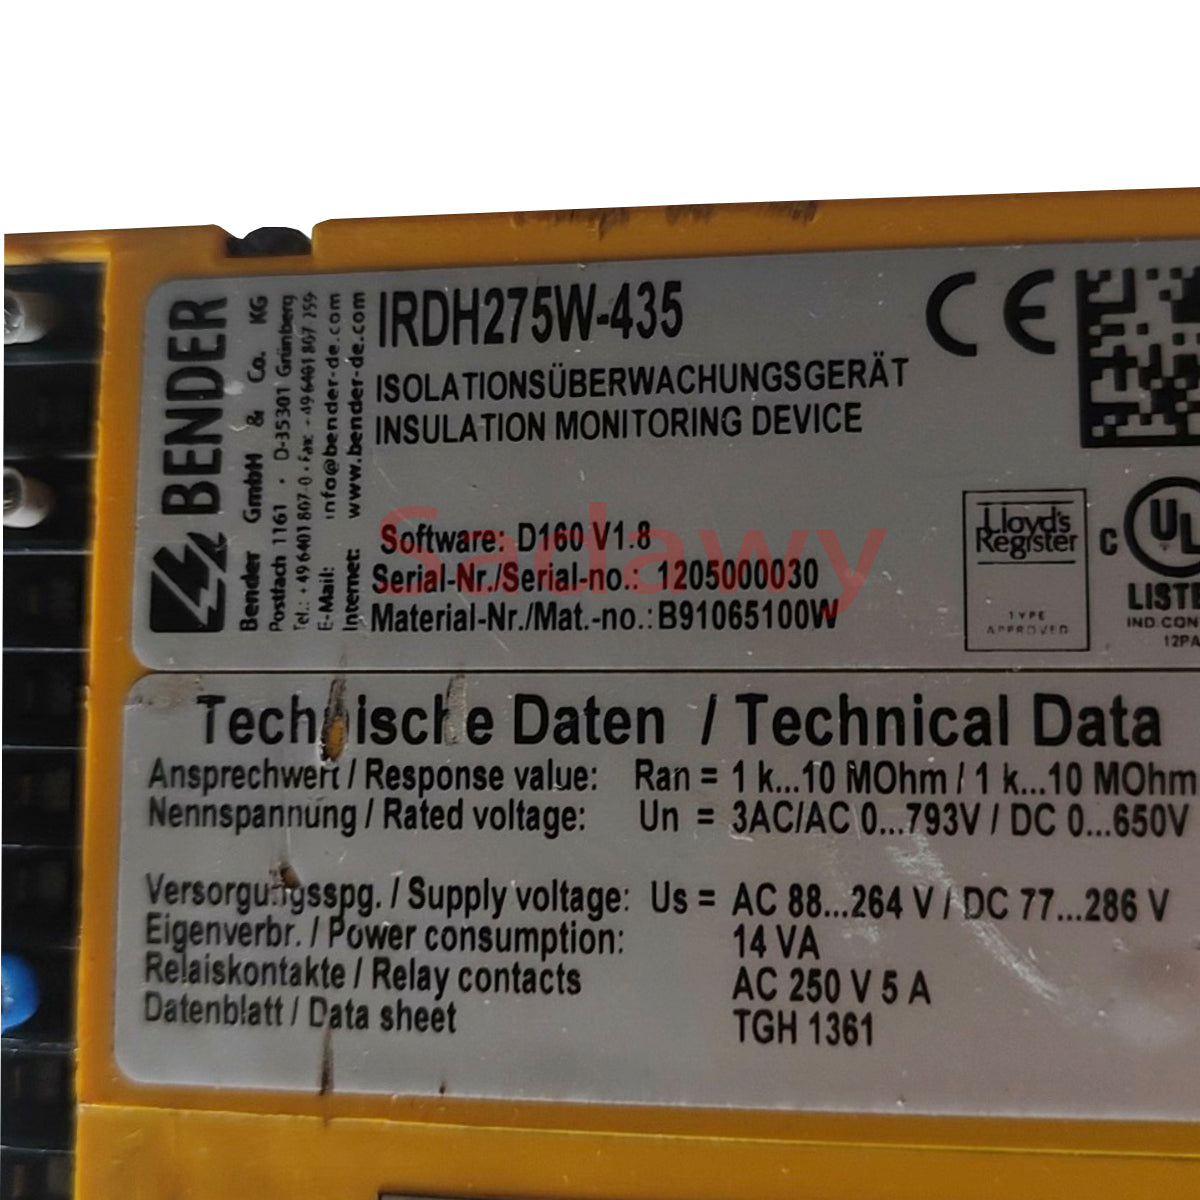 BENDER
Bender GmbH & Co. KG
Postfach 1161 • D-35301 Grünberg
Tel.: +49 6401 807-0 • Fax: -49 6401 807 259
E-Mail: info@bender-de.com
Internet: www.bender-de.com
IRDH275W-435
ISOLATIONSÜBERWACHUNGSGERÄT
INSULATION MONITORING DEVICE
CE
Software: D160 V1.8
Serial-Nr./Serial-no.: 1205000030
Material-Nr./Mat.-no.: B91065100W
Sadawy
Lloyd's
Register
TYPE
APPROVED
C UL
LISTE
IND.CON
12PA
Technische Daten / Technical Data
Ansprechwert / Response value: Ran = 1 k...10 MOhm / 1 k...10 MOhm
Nennspannung / Rated voltage: Un = 3AC/AC 0...793V / DC 0...650V
Versorgungsspg. / Supply voltage: Us = AC 88...264 V / DC 77...286 V
Eigenverbr. / Power consumption: 14 VA
Relaiskontakte / Relay contacts AC 250 V 5 A
Datenblatt / Data sheet TGH 1361